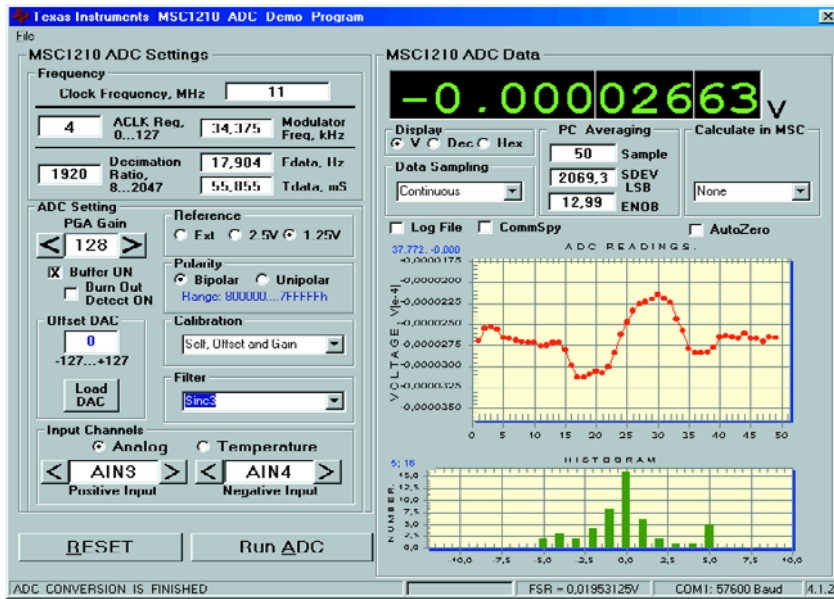 Texas Instruments MSC1210 ADC Demo Program
File
MSC1210 ADC Settings
Frequency
Clock Frequency, MHz 11
4 ACLK Req, 0...127 34,375 Modulator Freq, kHz
1920 Decimation Ratio, 8...2047 17,904 Fdata, Hz
55,855 Tdata, mS
ADC Setting
PGA Gain
< 128 >
X Buffer ON
Burn Out Detect ON
Reference
Ext 2.5V 1.25V
Polarity
Bipolar Unipolar
Range: 800000....7FFFFFh
Offset DAC
0
-127...+127
Load DAC
Calibration
Self, Offset and Gain
Filter
Sinc3
Input Channels
Analog Temperature
< AIN3 > < AIN4 >
Positive Input Negative Input
RESET Run ADC
MSC1210 ADC Data
-0.00002663 V
Display
V Dec Hex
Data Sampling
Continuous
PC Averaging
50 Sample
2069,3 SDEV LSB
12,99 ENOB
Calculate in MSC
None
Log File CommSpy AutoZero
37.772, -0.000 ADC READINGS.
VOLTAGE V[e-4]
-0,0000175
-0,0000200
-0,0000225
-0,0000250
-0,0000275
-0,0000300
-0,0000325
-0,0000350
0 5 10 15 20 25 30 35 40 45 50
6; 16 HISTOGRAM
NUMBER.
15,0
12,5
10,0
7,5
5,0
2,5
0,0
-10,0 -7,5 -5,0 -2,5 0,0 2,5 5,0 7,5 10,0
ADC CONVERSION IS FINISHED FSR = 0,01953125V COM1: 57600 Baud 4.1.2